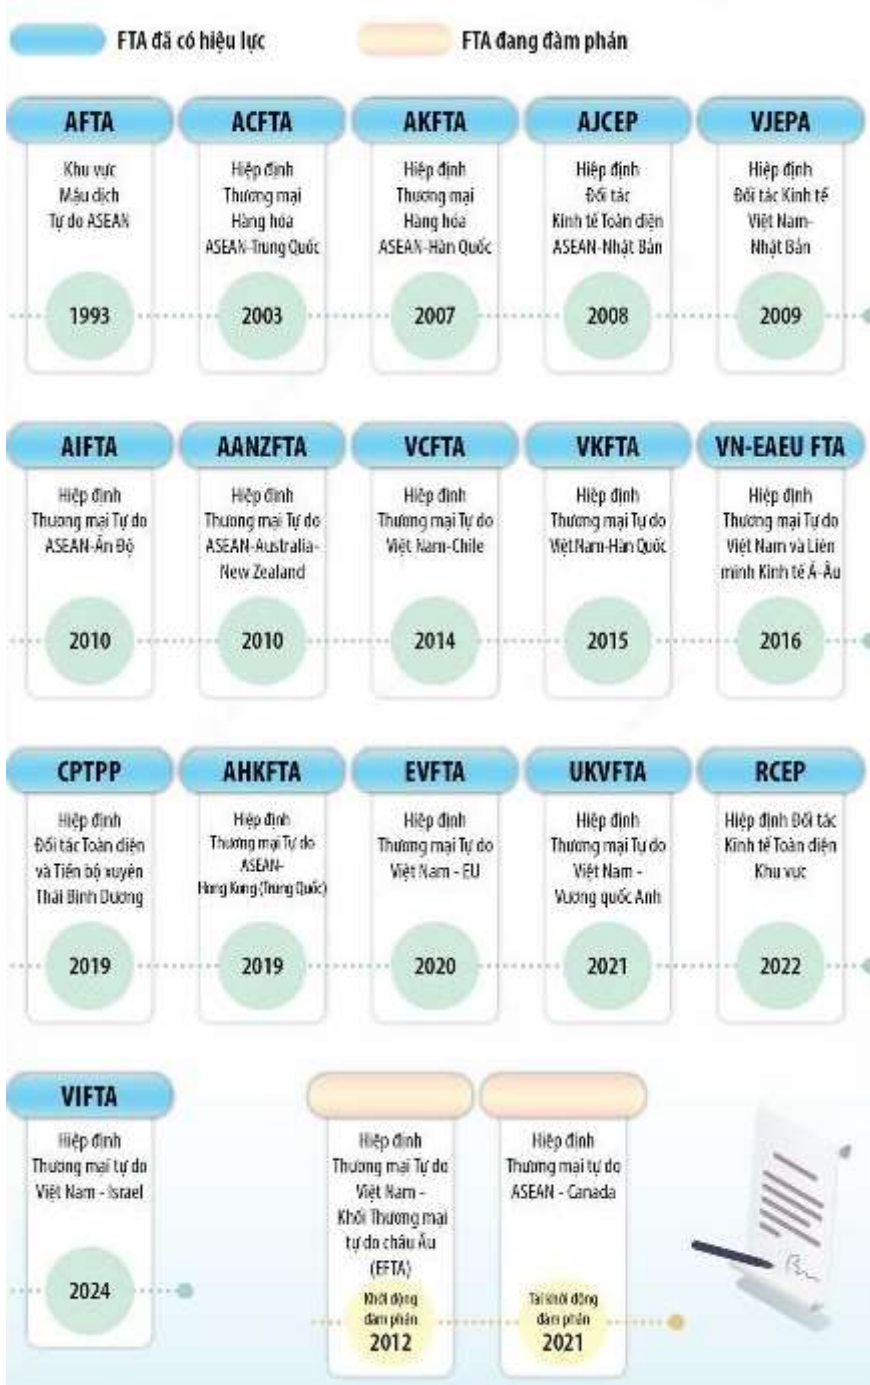 FTA đã có hiệu lực
FTA đang đàm phán
AFTA
Khu vực
Mậu dịch
Tự do ASEAN
1993
ACFTA
Hiệp định
Thương mại
Hàng hóa
ASEAN-Trung Quốc
2003
AKFTA
Hiệp định
Thương mại
Hàng hóa
ASEAN-Hàn Quốc
2007
AJCEP
Hiệp định
Đối tác
Kinh tế Toàn diện
ASEAN-Nhật Bản
2008
VJEPA
Hiệp định
Đối tác Kinh tế
Việt Nam-
Nhật Bản
2009
AIFTA
Hiệp định
Thương mại Tự do
ASEAN-Ấn Độ
2010
AANZFTA
Hiệp định
Thương mại Tự do
ASEAN-Australia-
New Zealand
2010
VCFTA
Hiệp định
Thương mại Tự do
Việt Nam-Chile
2014
VKFTA
Hiệp định
Thương mại Tự do
Việt Nam-Hàn Quốc
2015
VN-EAEU FTA
Hiệp định
Thương mại Tự do
Việt Nam và Liên
minh Kinh tế Á-Âu
2016
CPTPP
Hiệp định
Đối tác Toàn diện
và Tiến bộ xuyên
Thái Bình Dương
2019
AHKFTA
Hiệp định
Thương mại Tự do
ASEAN-
Hong Kong (Trung Quốc)
2019
EVFTA
Hiệp định
Thương mại Tự do
Việt Nam - EU
2020
UKVFTA
Hiệp định
Thương mại Tự do
Việt Nam -
Vương quốc Anh
2021
RCEP
Hiệp định Đối tác
Kinh tế Toàn diện
Khu vực
2022
VIFTA
Hiệp định
Thương mại tự do
Việt Nam - Israel
2024
Hiệp định
Thương mại Tự do
Việt Nam -
Khối Thương mại
tự do châu Âu
(EFTA)
Khởi động
đàm phán
2012
Hiệp định
Thương mại tự do
ASEAN - Canada
Tái khởi động
đàm phán
2021